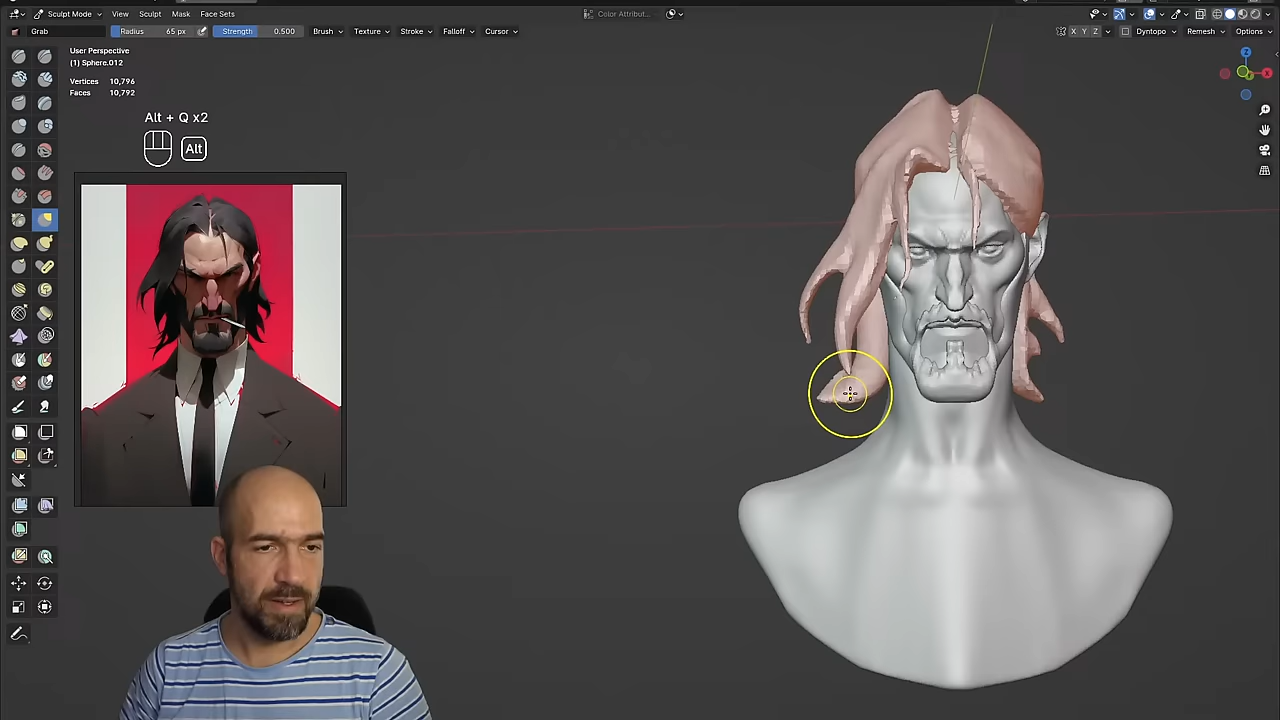 Sculpt Mode View Sculpt Mask Face Sets Color Attribut...
Grab Radius 65 px Strength 0.500 Brush Texture Stroke Falloff Cursor X Y Z Dyntopo Remesh Options
User Perspective
(1) Sphere.012
Vertices 10,796
Faces 10,792
Alt + Q x2
Alt
Z
X